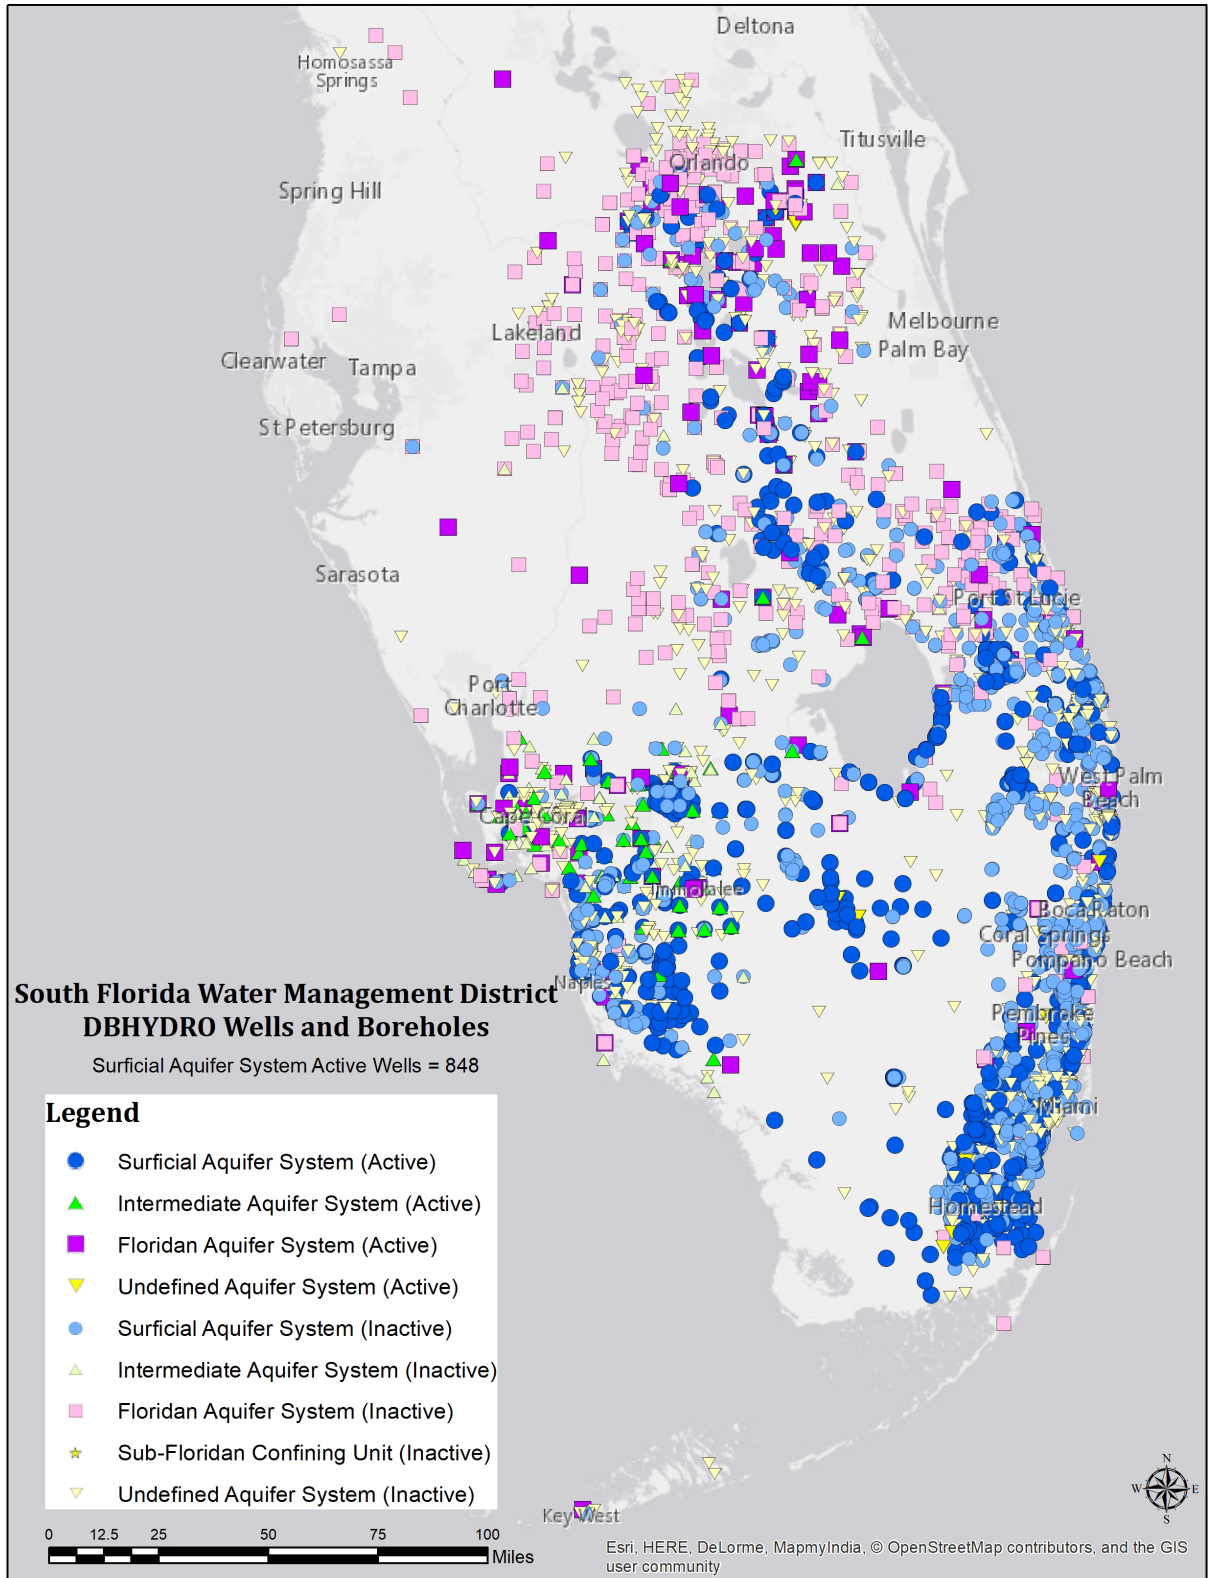 Deltona
Homosassa
Springs
Titusville
Orlando
Spring Hill
Melbourne
Lakeland
Palm Bay
Clearwater
Tampa
St Petersburg
Sarasota
Port St Lucie
Port
Charlotte
West Palm
Beach
Cape Coral
Immokalee
Boca Raton
Coral Springs
Pompano Beach
Naples
South Florida Water Management District
DBHYDRO Wells and Boreholes
Pembroke
Pines
Surficial Aquifer System Active Wells = 848
Miami
Legend
Surficial Aquifer System (Active)
Intermediate Aquifer System (Active)
Homestead
Floridan Aquifer System (Active)
Undefined Aquifer System (Active)
Surficial Aquifer System (Inactive)
Intermediate Aquifer System (Inactive)
Floridan Aquifer System (Inactive)
Sub-Floridan Confining Unit (Inactive)
Undefined Aquifer System (Inactive)
N
W E
S
Key West
0 12.5 25 50 75 100
Miles
Esri, HERE, DeLorme, MapmyIndia, © OpenStreetMap contributors, and the GIS
user community